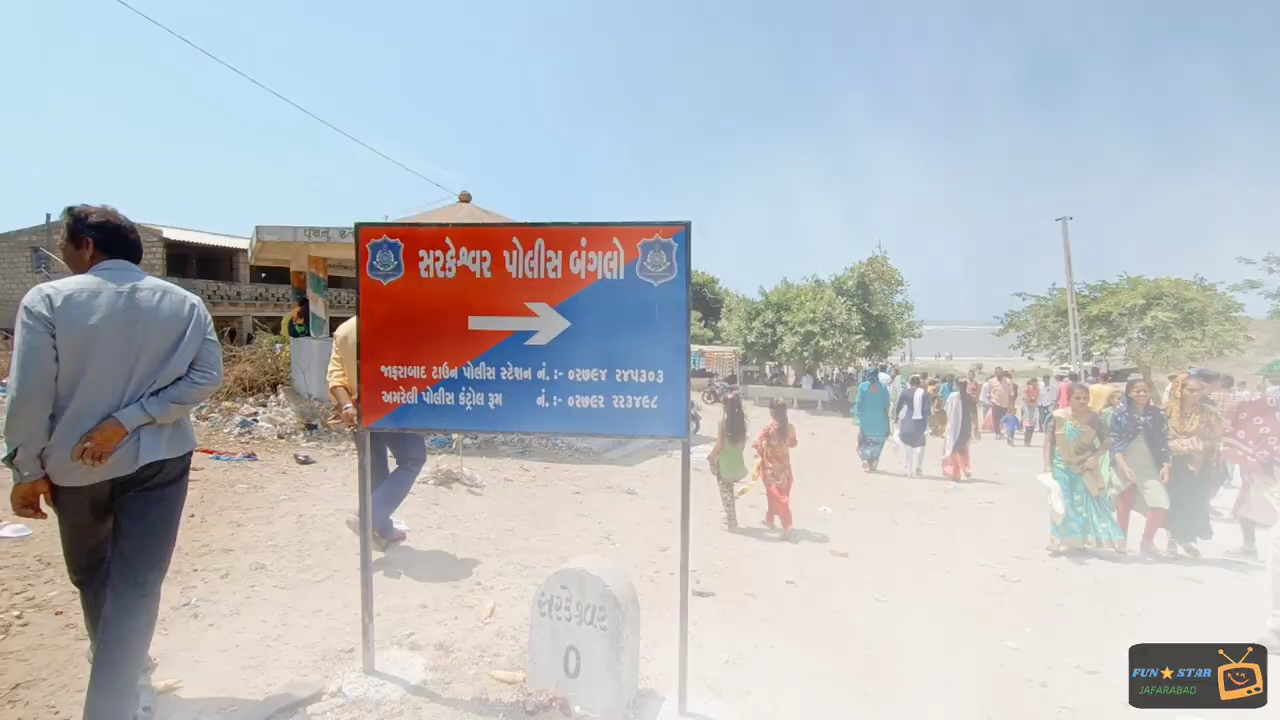 સરકેશ્વર પોલીસ બંગલો
જાફરાબાદ ટાઉન પોલીસ સ્ટેશન નં. :- ૦૨૭૯૪ ૨૪૫૩૦૩
અમરેલી પોલીસ કંટ્રોલ રૂમ નં. :- ૦૨૭૯૨ ૨૨૩૪૯૮
સરકેશ્વર
0
FUN STAR
JAFARABAD